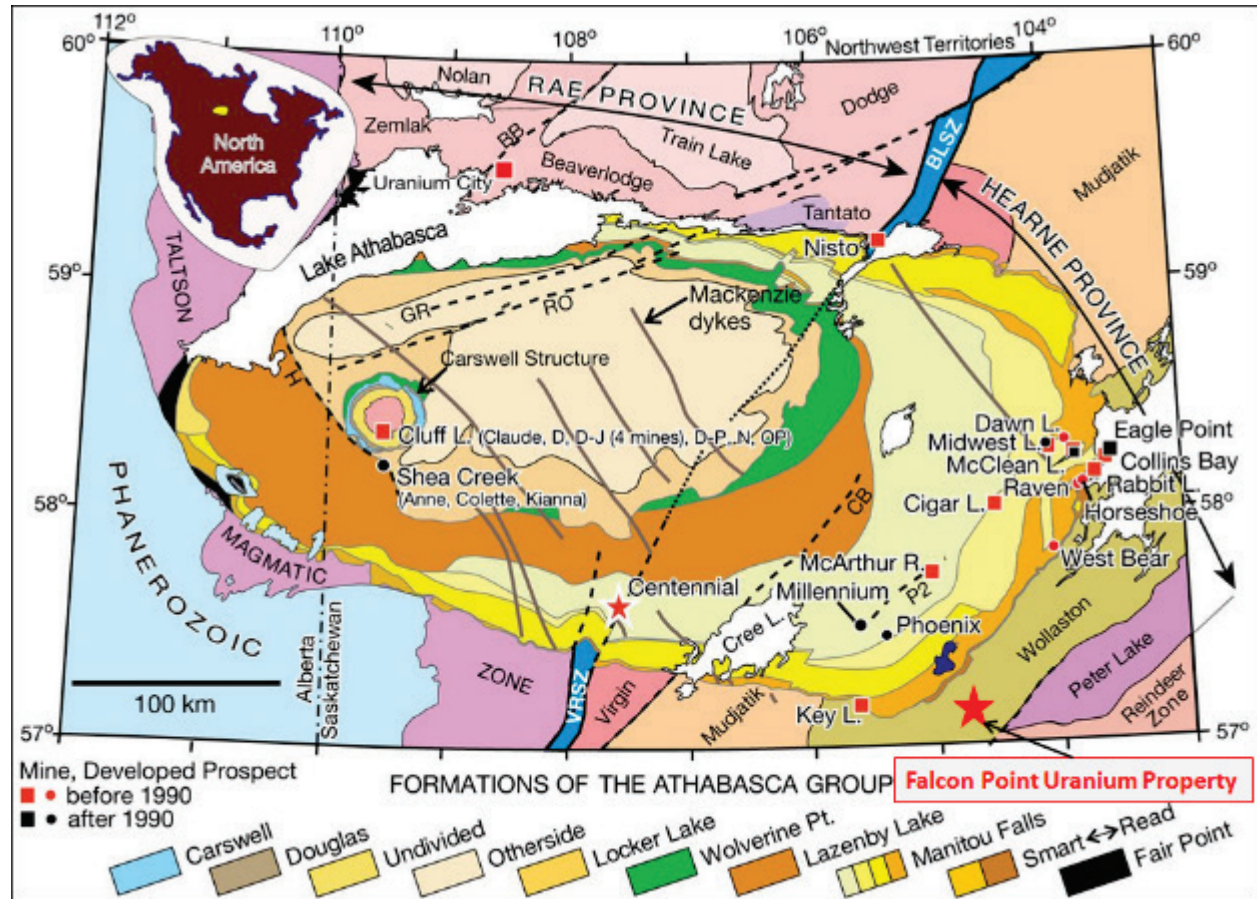 112°
110°
108°
106°
104°
60°
Northwest Territories
60°
Nolan
RAE PROVINCE
Dodge
Zemlak
BB
Train Lake
BLSZ
Mudjatik
North
America
Uranium City
Beaverlodge
HEARNE PROVINCE
Tantato
TALTSON
Lake Athabasca
Nisto
59°
59°
GR
RO
Mackenzie
dykes
H
Carswell Structure
Cluff L. (Claude, D, D-J (4 mines), D-P..N, OP)
Shea Creek
(Anne, Colette, Kianna)
Dawn L.
Midwest L.
McClean L.
Raven
Eagle Point
Collins Bay
Rabbit L.
Horseshoe
58°
58°
Cigar L.
CB
West Bear
PHANEROZOIC
MAGMATIC
McArthur R.
Millennium
P2
Phoenix
Centennial
Cree L.
Wollaston
Peter Lake
Reindeer
Zone
100 km
Alberta
Saskatchewan
ZONE
VRSZ
Virgin
Mudjatik
Key L.
57°
57°
Mine, Developed Prospect
before 1990
after 1990
FORMATIONS OF THE ATHABASCA GROUP
Falcon Point Uranium Property
Carswell
Douglas
Undivided
Otherside
Locker Lake
Wolverine Pt.
Lazenby Lake
Manitou Falls
Smart ↔ Read
Fair Point